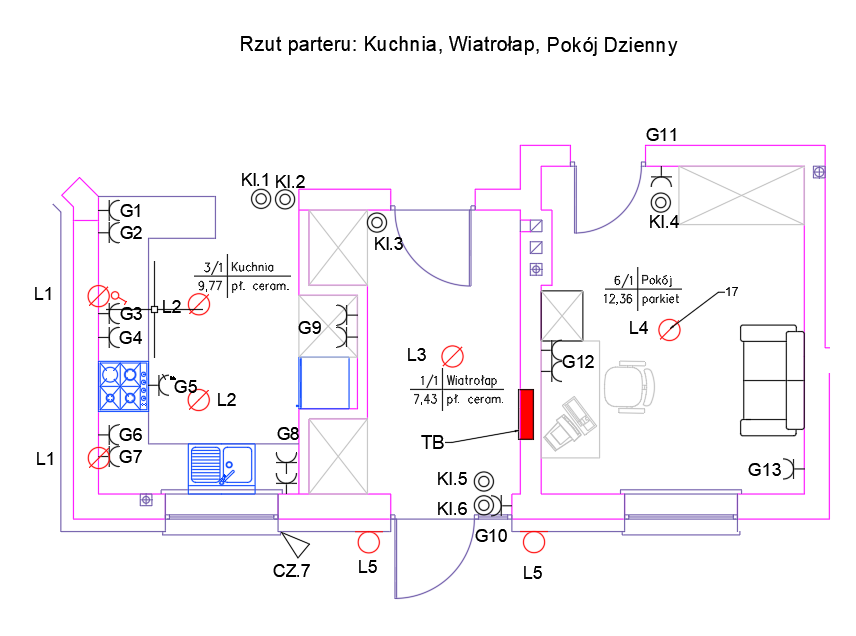 Rzut parteru: Kuchnia, Wiatrołap, Pokój Dzienny
G11
Kl.1
Kl.2
G1
G2
Kl.3
Kl.4
3/1 Kuchnia
9,77 pł. ceram.
6/1 Pokój
12,36 parkiet
17
L1
L2
G3
G4
G9
L4
L3
G12
1/1 Wiatrołap
7,43 pł. ceram.
G5
L2
G6
G7
G8
TB
L1
G13
Kl.5
Kl.6
G10
CZ.7
L5
L5